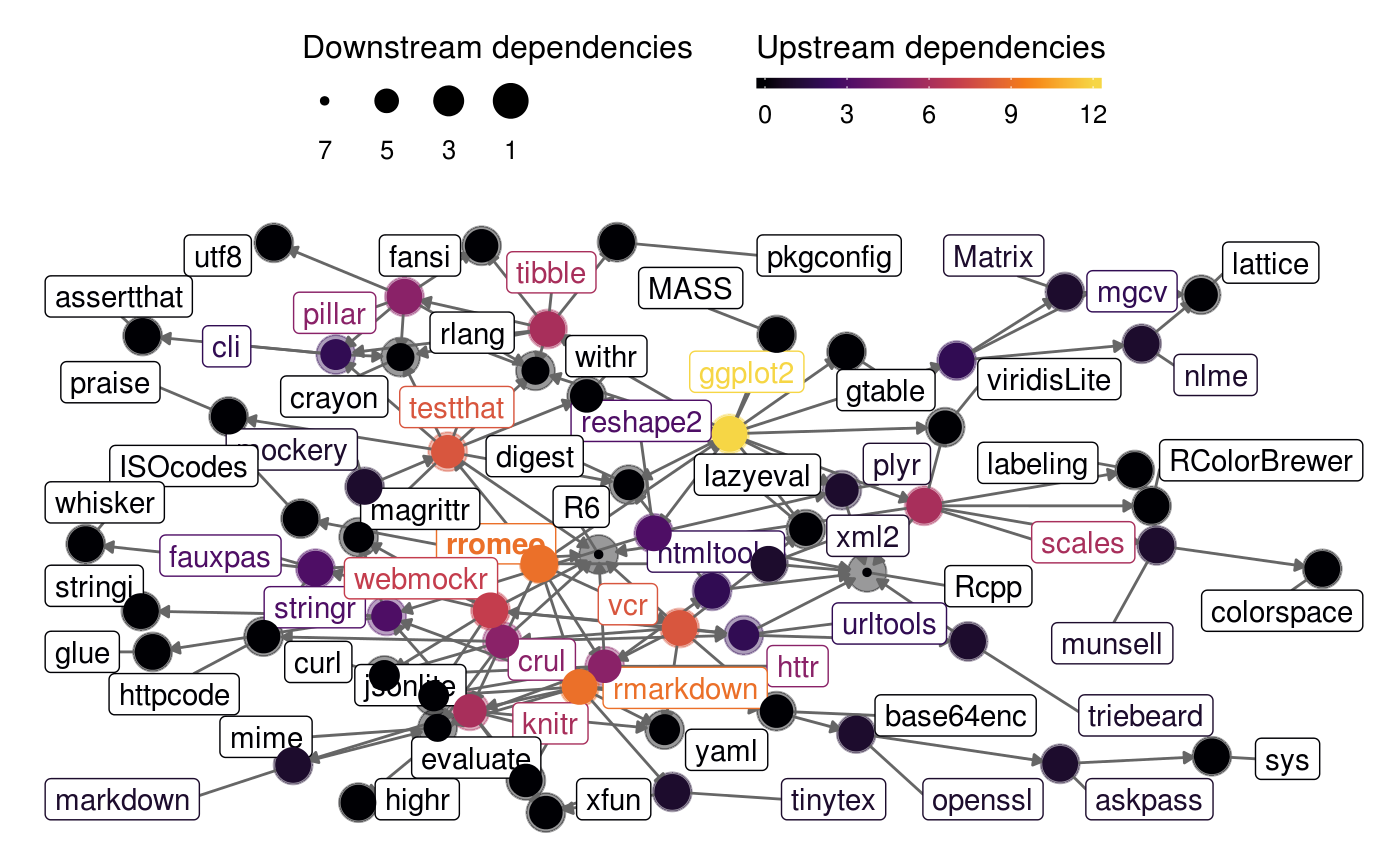 Downstream dependencies
Upstream dependencies
7 5 3 1
0 3 6 9 12
utf8
fansi
tibble
pkgconfig
Matrix
lattice
assertthat
MASS
mgcv
pillar
cli
rlang
withr
praise
crayon
ggplot2
gtable
viridisLite
nlme
testthat
reshape2
mockery
ISOcodes
digest
lazyeval
plyr
labeling
RColorBrewer
whisker
magrittr
R6
rromeo
htmltools
xml2
scales
fauxpas
webmockr
Rcpp
stringi
stringr
vcr
urltools
colorspace
glue
curl
crul
httr
munsell
httpcode
jsonlite
rmarkdown
mime
knitr
yaml
base64enc
triebeard
evaluate
sys
markdown
highr
xfun
tinytex
openssl
askpass